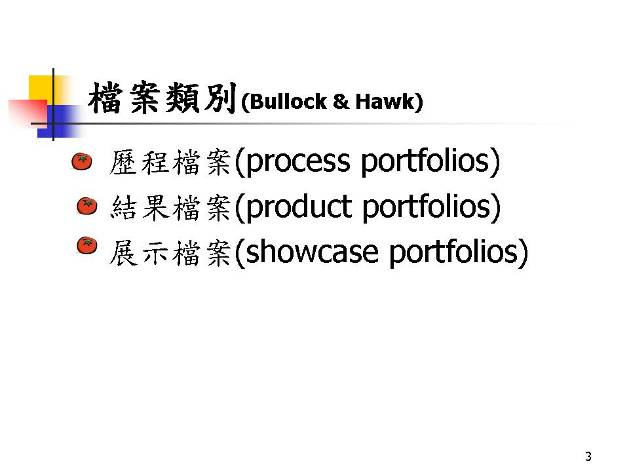 檔案類別(Bullock & Hawk)
歷程檔案(process portfolios)
結果檔案(product portfolios)
展示檔案(showcase portfolios)
3